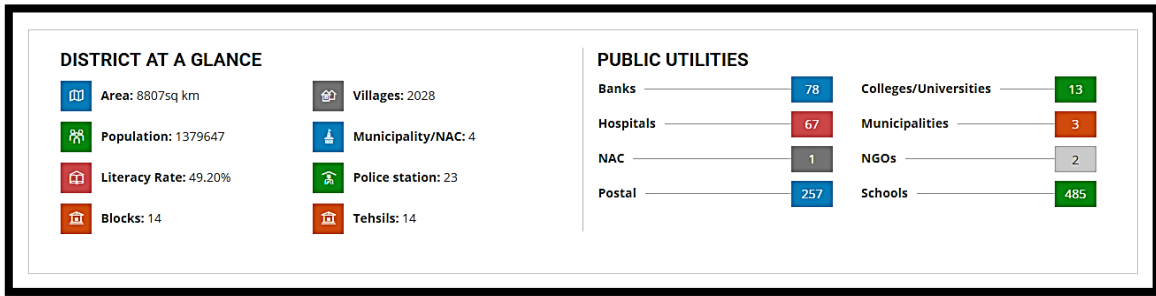 DISTRICT AT A GLANCE
Area: 8807sq km
Villages: 2028
Population: 1379647
Municipality/NAC: 4
Literacy Rate: 49.20%
Police station: 23
Blocks: 14
Tehsils: 14
PUBLIC UTILITIES
Banks 78
Colleges/Universities 13
Hospitals 67
Municipalities 3
NAC 1
NGOs 2
Postal 257
Schools 485